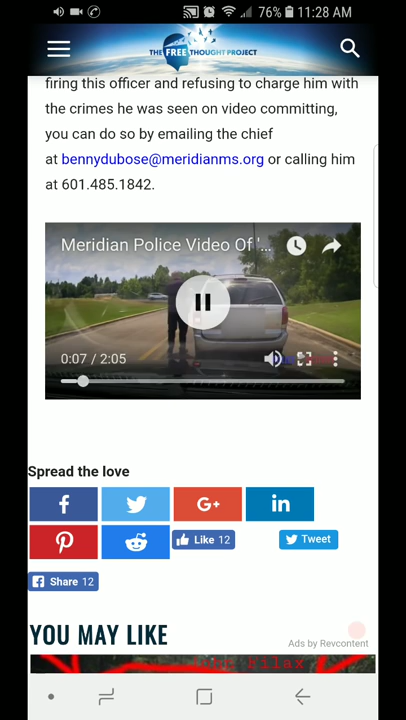 76% 11:28 AM
THE FREE THOUGHT PROJECT
firing this officer and refusing to charge him with
the crimes he was seen on video committing,
you can do so by emailing the chief
at bennydubose@meridianms.org or calling him
at 601.485.1842.
Meridian Police Video Of '...
0:07 / 2:05
Spread the love
f
G+
in
Like 12
Tweet
Share 12
YOU MAY LIKE
Ads by Revcontent